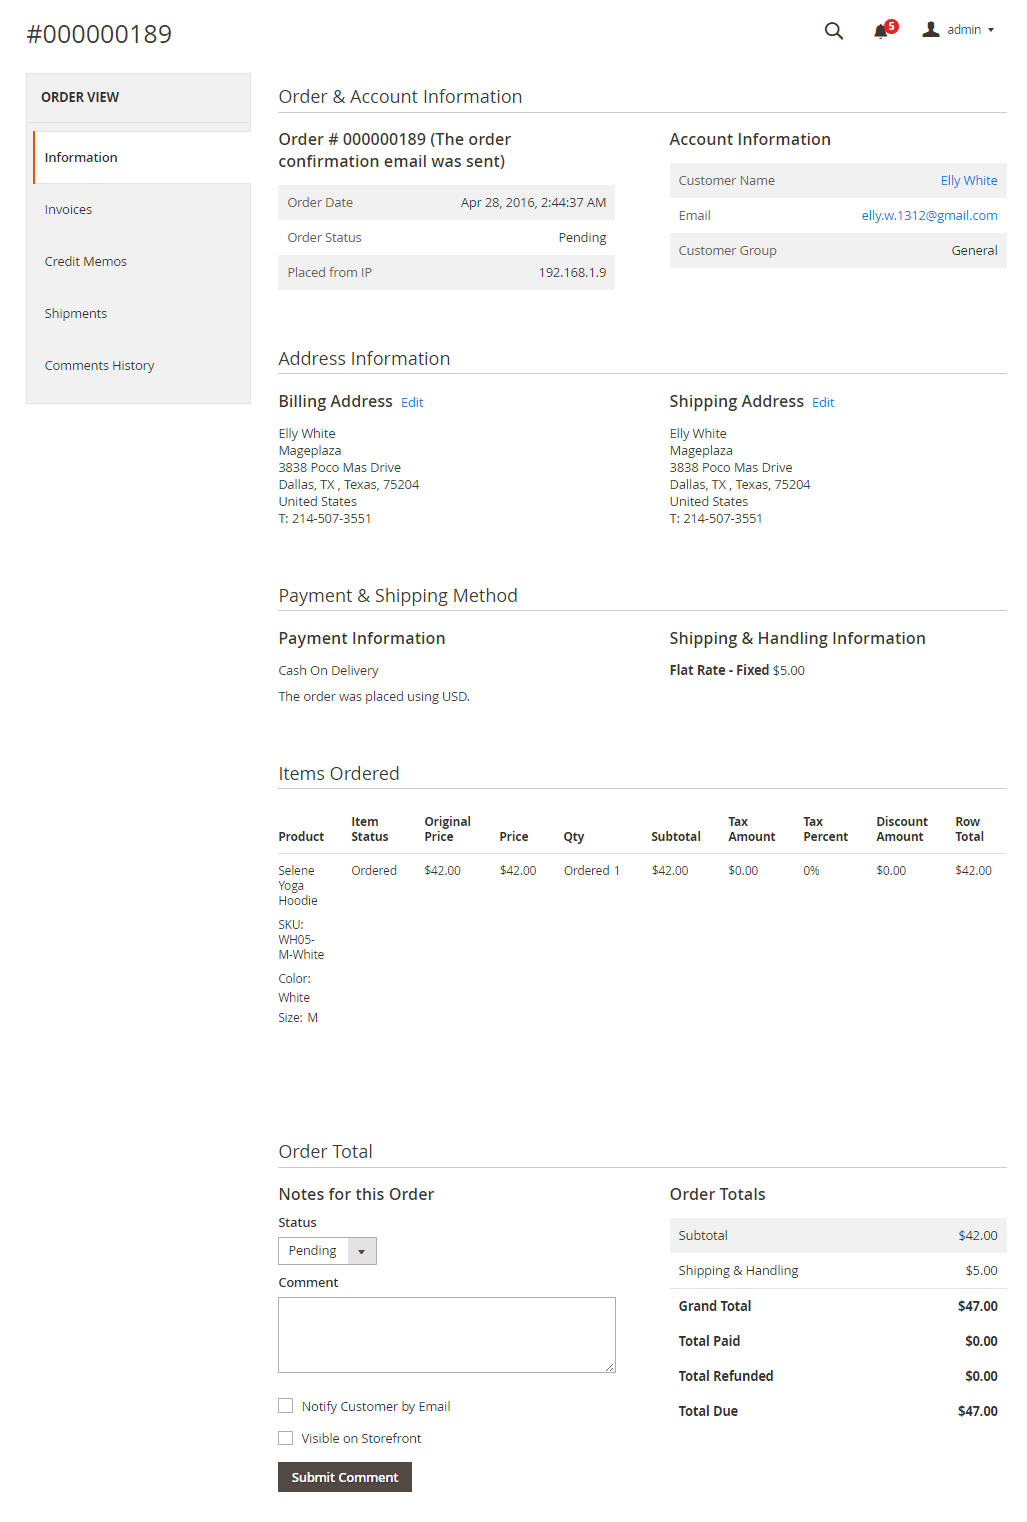 #000000189
5
admin
ORDER VIEW
Information
Invoices
Credit Memos
Shipments
Comments History
Order & Account Information
Order # 000000189 (The order
confirmation email was sent)
Order Date Apr 28, 2016, 2:44:37 AM
Order Status Pending
Placed from IP 192.168.1.9
Account Information
Customer Name Elly White
Email elly.w.1312@gmail.com
Customer Group General
Address Information
Billing Address Edit
Elly White
Mageplaza
3838 Poco Mas Drive
Dallas, TX , Texas, 75204
United States
T: 214-507-3551
Shipping Address Edit
Elly White
Mageplaza
3838 Poco Mas Drive
Dallas, TX , Texas, 75204
United States
T: 214-507-3551
Payment & Shipping Method
Payment Information
Cash On Delivery
The order was placed using USD.
Shipping & Handling Information
Flat Rate - Fixed $5.00
Items Ordered
Product Item Status Original Price Price Qty Subtotal Tax Amount Tax Percent Discount Amount Row Total
Selene Ordered $42.00 $42.00 Ordered 1 $42.00 $0.00 0% $0.00 $42.00
Yoga
Hoodie
SKU:
WH05-
M-White
Color:
White
Size: M
Order Total
Notes for this Order
Status
Pending
Comment
Notify Customer by Email
Visible on Storefront
Submit Comment
Order Totals
Subtotal $42.00
Shipping & Handling $5.00
Grand Total $47.00
Total Paid $0.00
Total Refunded $0.00
Total Due $47.00